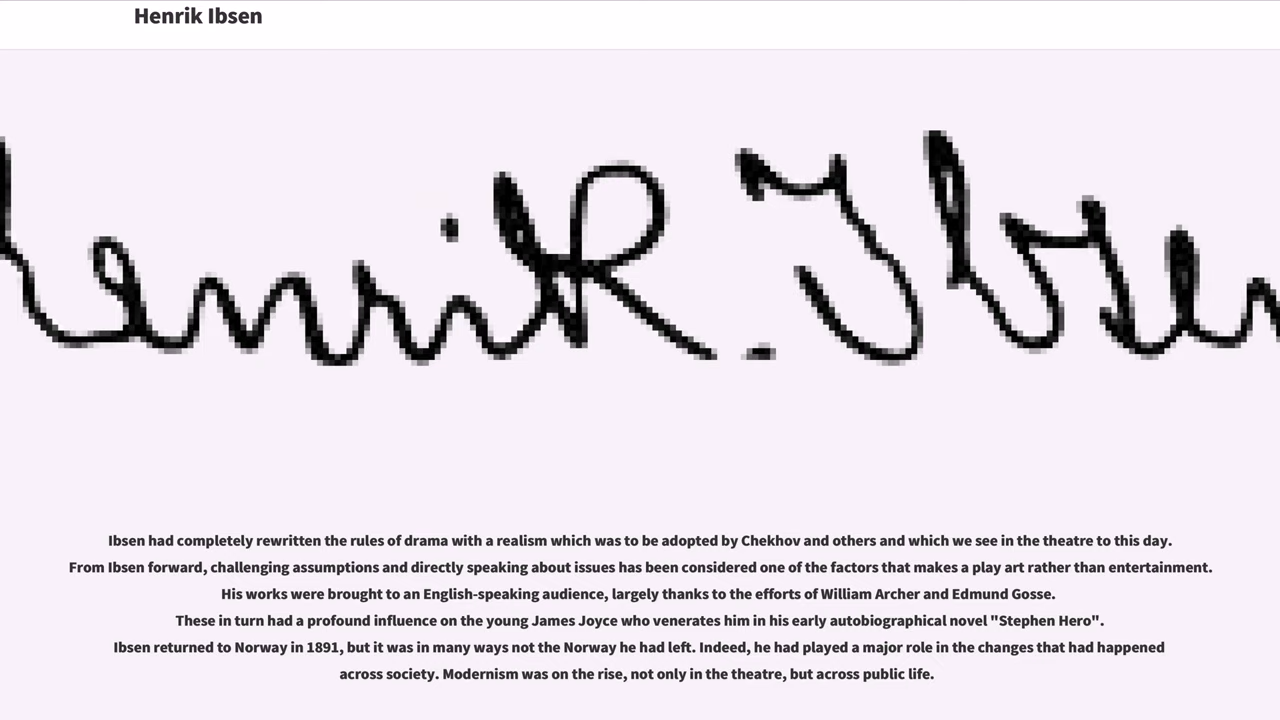 Henrik Ibsen
Henrik. Ibsen
Ibsen had completely rewritten the rules of drama with a realism which was to be adopted by Chekhov and others and which we see in the theatre to this day.
From Ibsen forward, challenging assumptions and directly speaking about issues has been considered one of the factors that makes a play art rather than entertainment.
His works were brought to an English-speaking audience, largely thanks to the efforts of William Archer and Edmund Gosse.
These in turn had a profound influence on the young James Joyce who venerates him in his early autobiographical novel "Stephen Hero".
Ibsen returned to Norway in 1891, but it was in many ways not the Norway he had left. Indeed, he had played a major role in the changes that had happened
across society. Modernism was on the rise, not only in the theatre, but across public life.